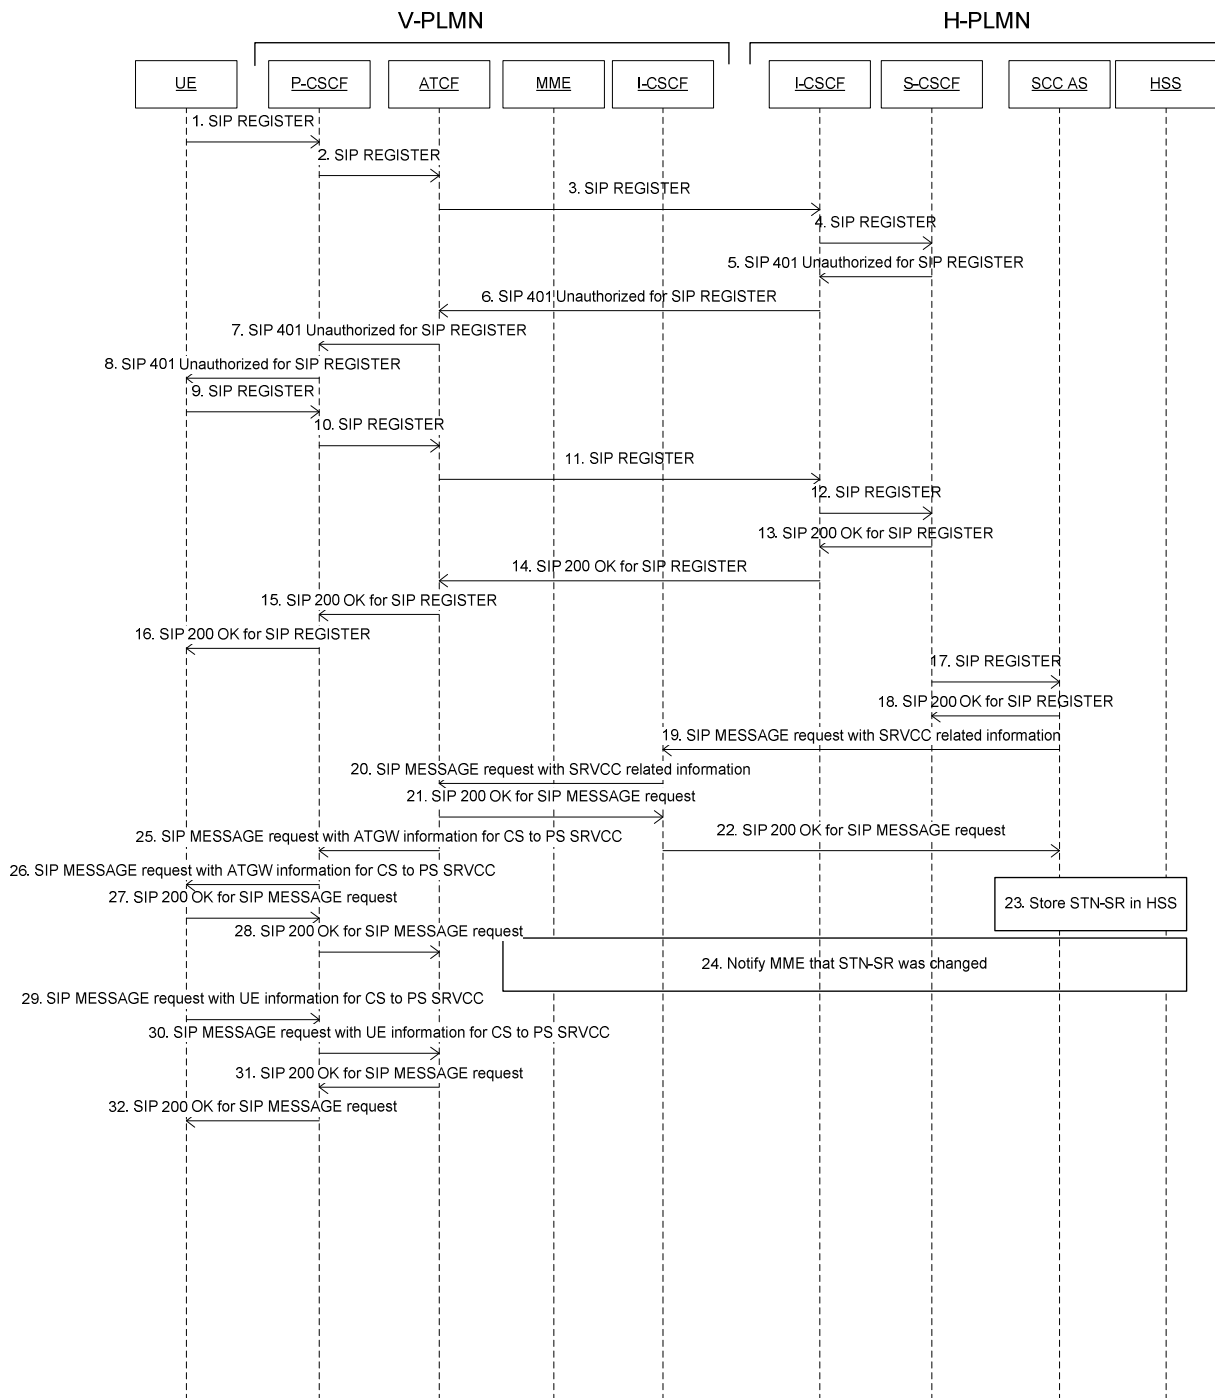 V-PLMN
H-PLMN
UE
P-CSCF
ATCF
MME
I-CSCF
I-CSCF
S-CSCF
SCC AS
HSS
1. SIP REGISTER
2. SIP REGISTER
3. SIP REGISTER
4. SIP REGISTER
5. SIP 401 Unauthorized for SIP REGISTER
6. SIP 401 Unauthorized for SIP REGISTER
7. SIP 401 Unauthorized for SIP REGISTER
8. SIP 401 Unauthorized for SIP REGISTER
9. SIP REGISTER
10. SIP REGISTER
11. SIP REGISTER
12. SIP REGISTER
13. SIP 200 OK for SIP REGISTER
14. SIP 200 OK for SIP REGISTER
15. SIP 200 OK for SIP REGISTER
16. SIP 200 OK for SIP REGISTER
17. SIP REGISTER
18. SIP 200 OK for SIP REGISTER
19. SIP MESSAGE request with SRVCC related information
20. SIP MESSAGE request with SRVCC related information
21. SIP 200 OK for SIP MESSAGE request
25. SIP MESSAGE request with ATGW information for CS to PS SRVCC
22. SIP 200 OK for SIP MESSAGE request
26. SIP MESSAGE request with ATGW information for CS to PS SRVCC
27. SIP 200 OK for SIP MESSAGE request
23. Store STN-SR in HSS
28. SIP 200 OK for SIP MESSAGE request
24. Notify MME that STN-SR was changed
29. SIP MESSAGE request with UE information for CS to PS SRVCC
30. SIP MESSAGE request with UE information for CS to PS SRVCC
31. SIP 200 OK for SIP MESSAGE request
32. SIP 200 OK for SIP MESSAGE request